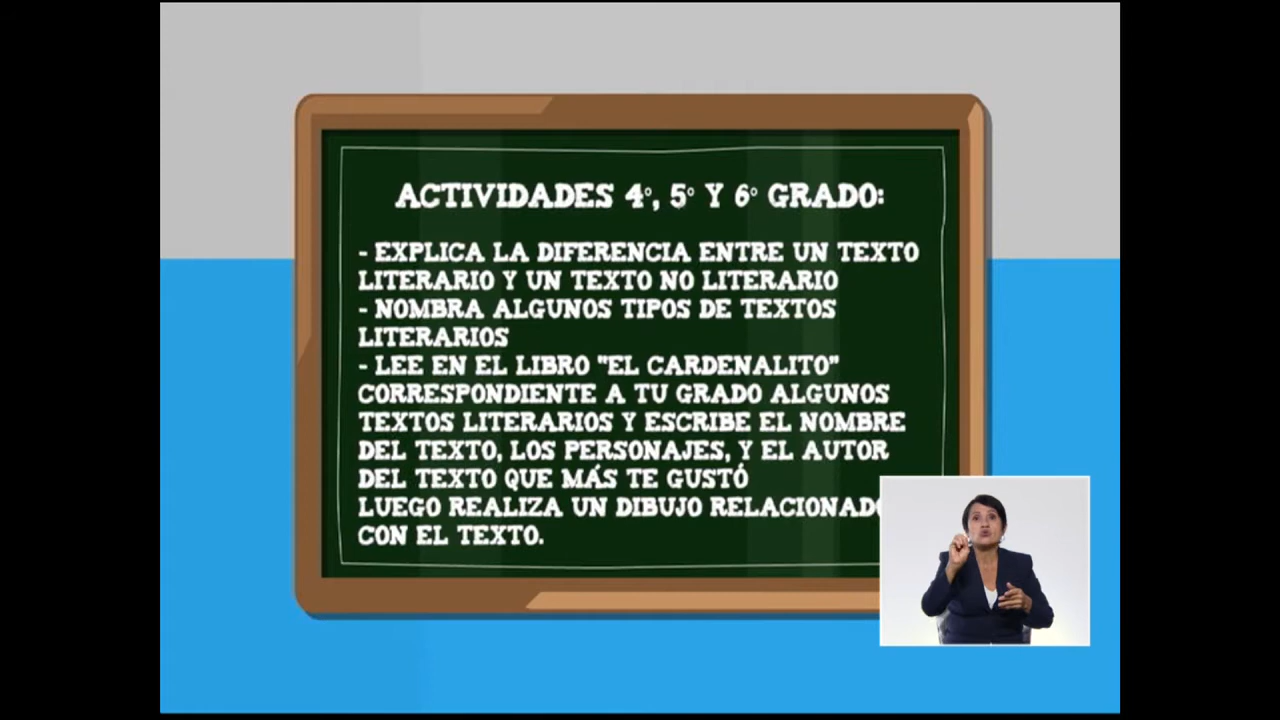 ACTIVIDADES 4°, 5° Y 6° GRADO:
- EXPLICA LA DIFERENCIA ENTRE UN TEXTO
LITERARIO Y UN TEXTO NO LITERARIO
- NOMBRA ALGUNOS TIPOS DE TEXTOS
LITERARIOS
- LEE EN EL LIBRO "EL CARDENALITO"
CORRESPONDIENTE A TU GRADO ALGUNOS
TEXTOS LITERARIOS Y ESCRIBE EL NOMBRE
DEL TEXTO, LOS PERSONAJES, Y EL AUTOR
DEL TEXTO QUE MÁS TE GUSTÓ
LUEGO REALIZA UN DIBUJO RELACIONADO
CON EL TEXTO.